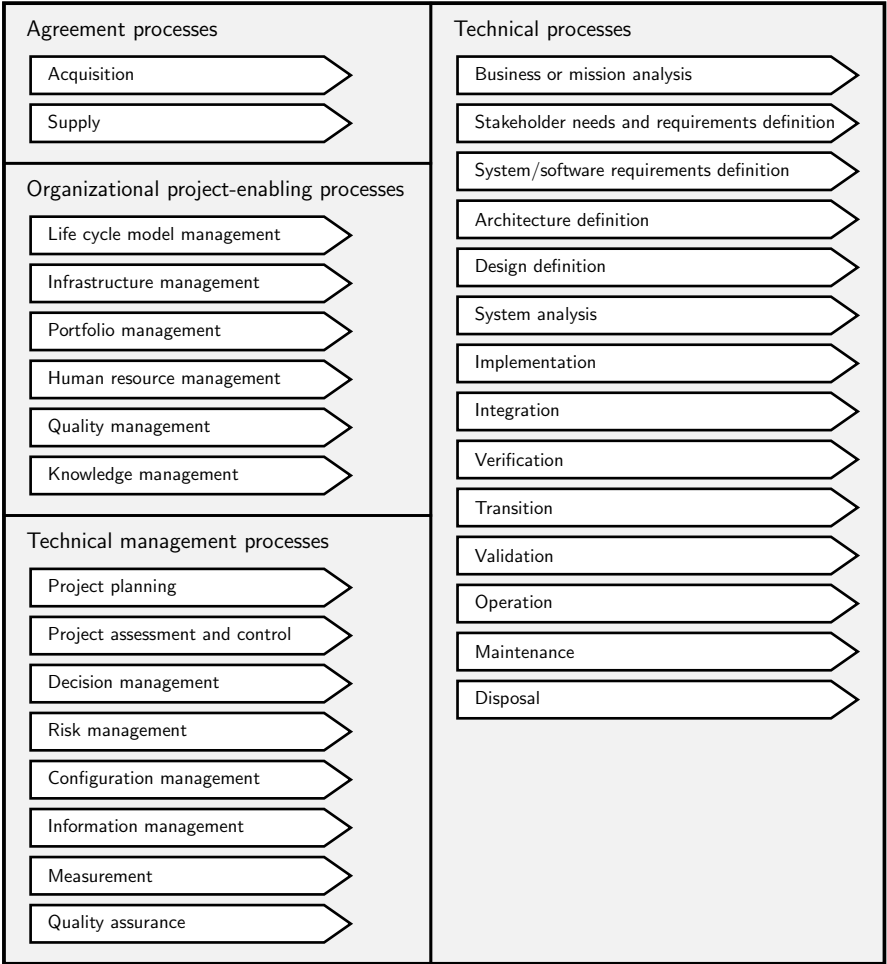 Agreement processes
Acquisition
Supply
Organizational project-enabling processes
Life cycle model management
Infrastructure management
Portfolio management
Human resource management
Quality management
Knowledge management
Technical management processes
Project planning
Project assessment and control
Decision management
Risk management
Configuration management
Information management
Measurement
Quality assurance
Technical processes
Business or mission analysis
Stakeholder needs and requirements definition
System/software requirements definition
Architecture definition
Design definition
System analysis
Implementation
Integration
Verification
Transition
Validation
Operation
Maintenance
Disposal